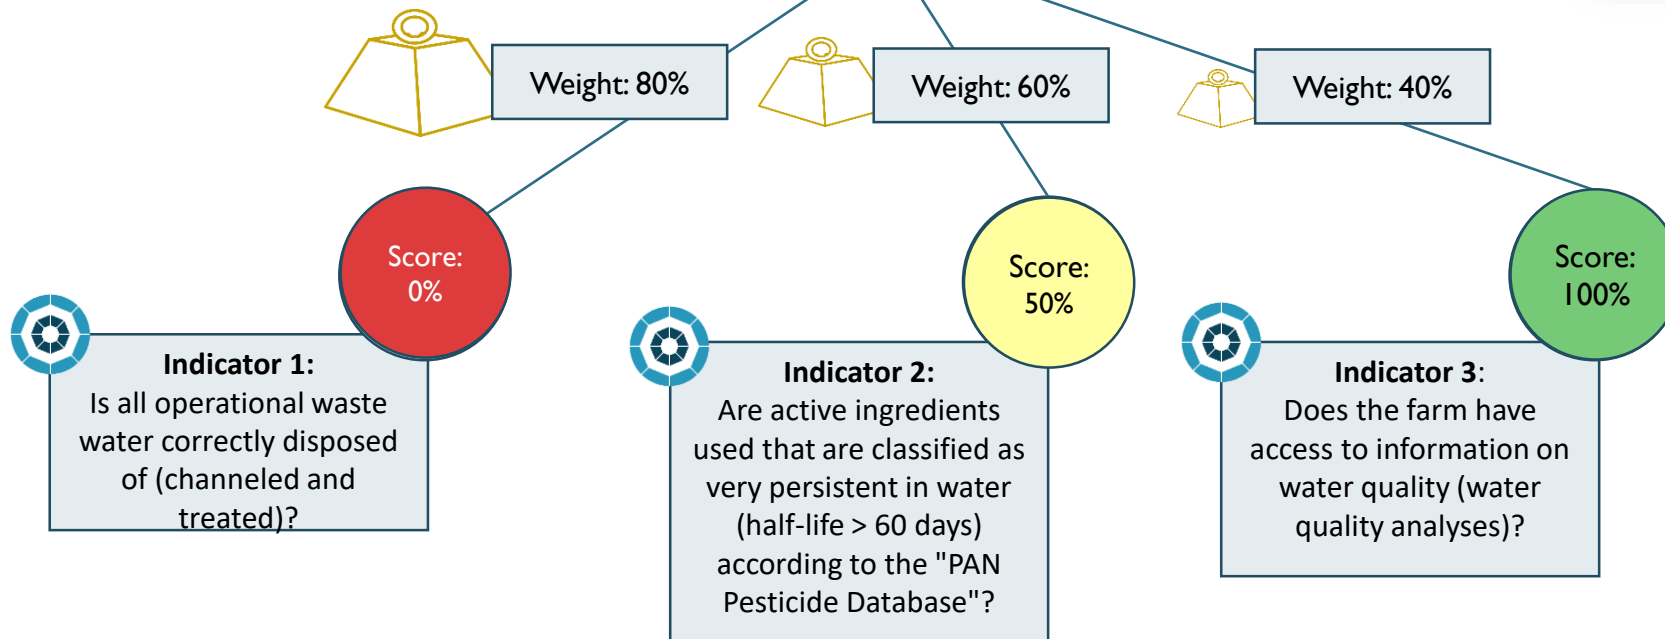 Weight: 80%
Weight: 60%
Weight: 40%
Score:
0%
Score:
50%
Score:
100%
Indicator 1:
Is all operational waste
water correctly disposed
of (channeled and
treated)?
Indicator 2:
Are active ingredients
used that are classified as
very persistent in water
(half-life > 60 days)
according to the "PAN
Pesticide Database"?
Indicator 3:
Does the farm have
access to information on
water quality (water
quality analyses)?